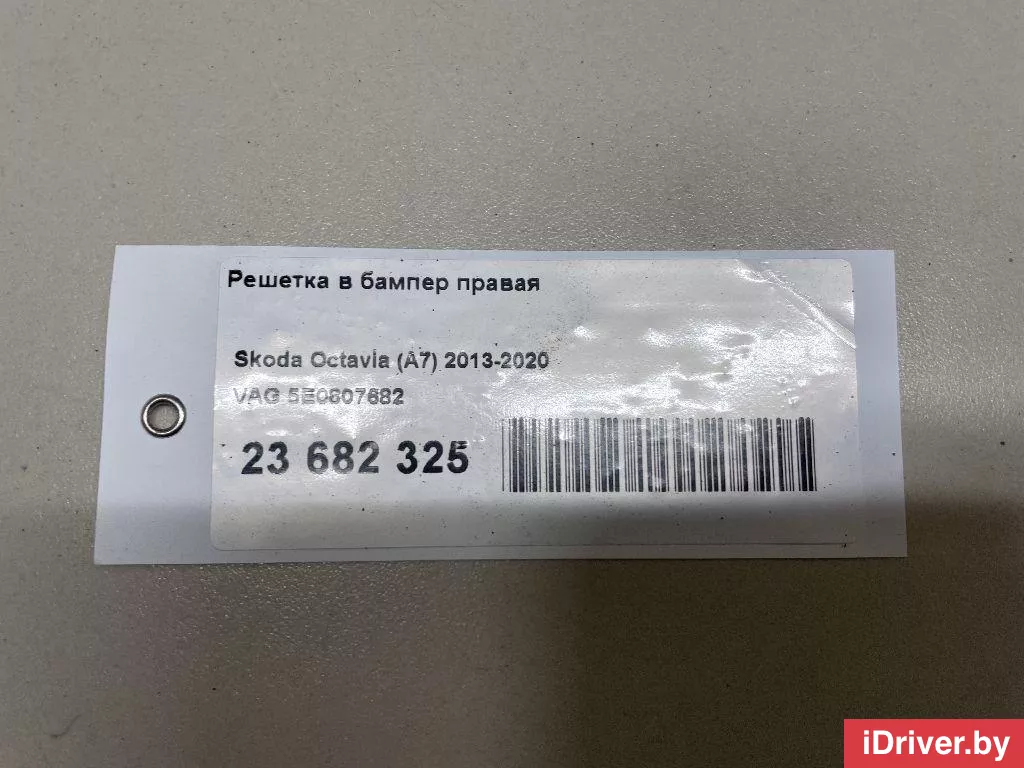 Решетка в бампер правая
Skoda Octavia (A7) 2013-2020
VAG 5E0807682
23 682 325
iDriver.by